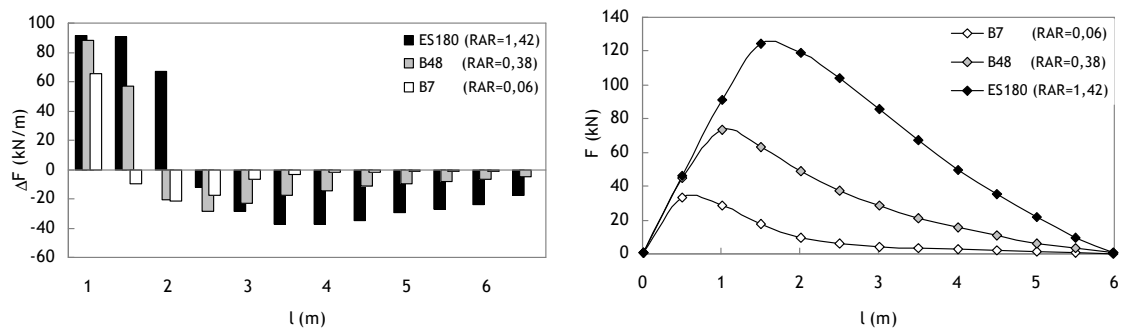 100
80
60
40
20
0
-20
-40
-60
ΔF (kN/m)
ES180 (RAR=1,42)
B48 (RAR=0,38)
B7 (RAR=0,06)
1 2 3 4 5 6
l (m)
140
120
100
80
60
40
20
0
F (kN)
B7 (RAR=0,06)
B48 (RAR=0,38)
ES180 (RAR=1,42)
0 1 2 3 4 5 6
l (m)